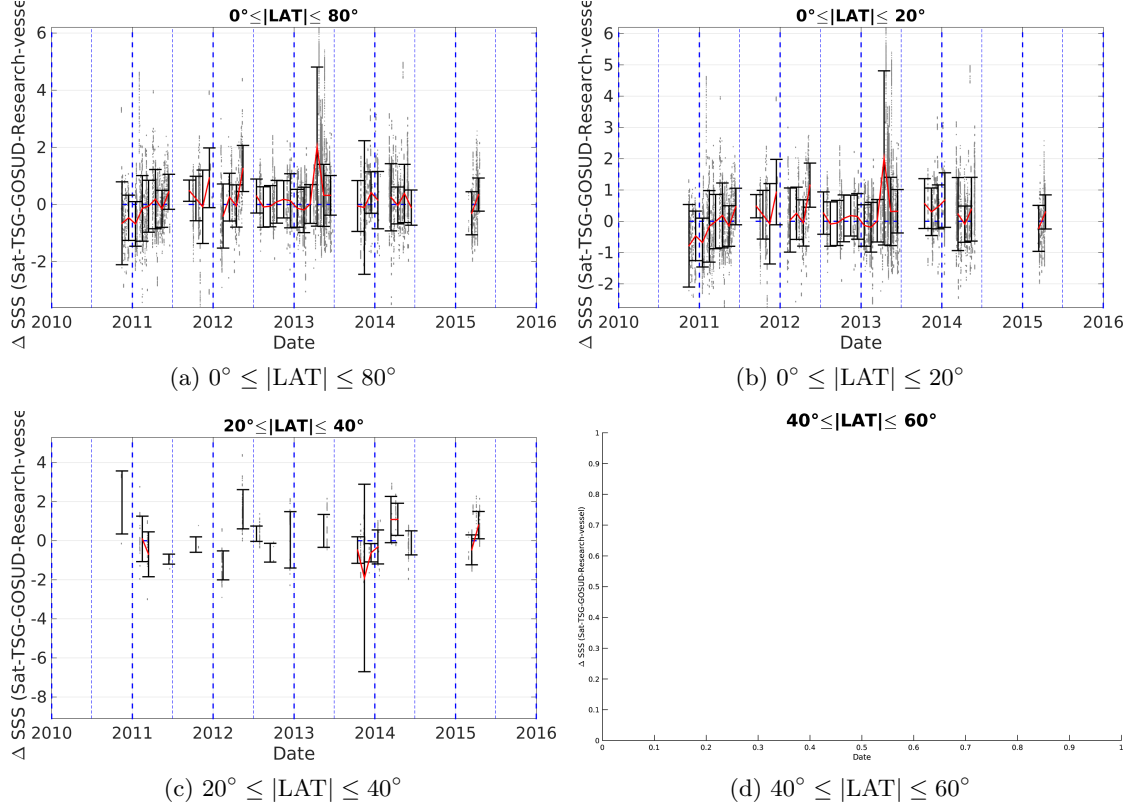 0°≤|LAT|≤ 80°
Δ SSS (Sat-TSG-GOSUD-Research-vesse
6
4
2
0
-2
2010 2011 2012 2013 2014 2015 2016
Date
(a) 0° ≤ |LAT| ≤ 80°
0°≤|LAT|≤ 20°
Δ SSS (Sat-TSG-GOSUD-Research-vesse
6
5
4
3
2
1
0
-1
-2
2010 2011 2012 2013 2014 2015 2016
Date
(b) 0° ≤ |LAT| ≤ 20°
20°≤|LAT|≤ 40°
Δ SSS (Sat-TSG-GOSUD-Research-vesse
4
2
0
-2
-4
-6
-8
2010 2011 2012 2013 2014 2015 2016
Date
(c) 20° ≤ |LAT| ≤ 40°
40°≤|LAT|≤ 60°
Δ SSS (Sat-TSG-GOSUD-Research-vessel)
1
0.9
0.8
0.7
0.6
0.5
0.4
0.3
0.2
0.1
0
0 0.1 0.2 0.3 0.4 0.5 0.6 0.7 0.8 0.9 1
Date
(d) 40° ≤ |LAT| ≤ 60°